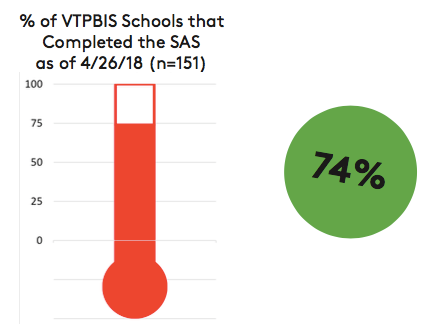 % of VTPBIS Schools that
Completed the SAS
as of 4/26/18 (n=151)
100
75
50
25
0
74%